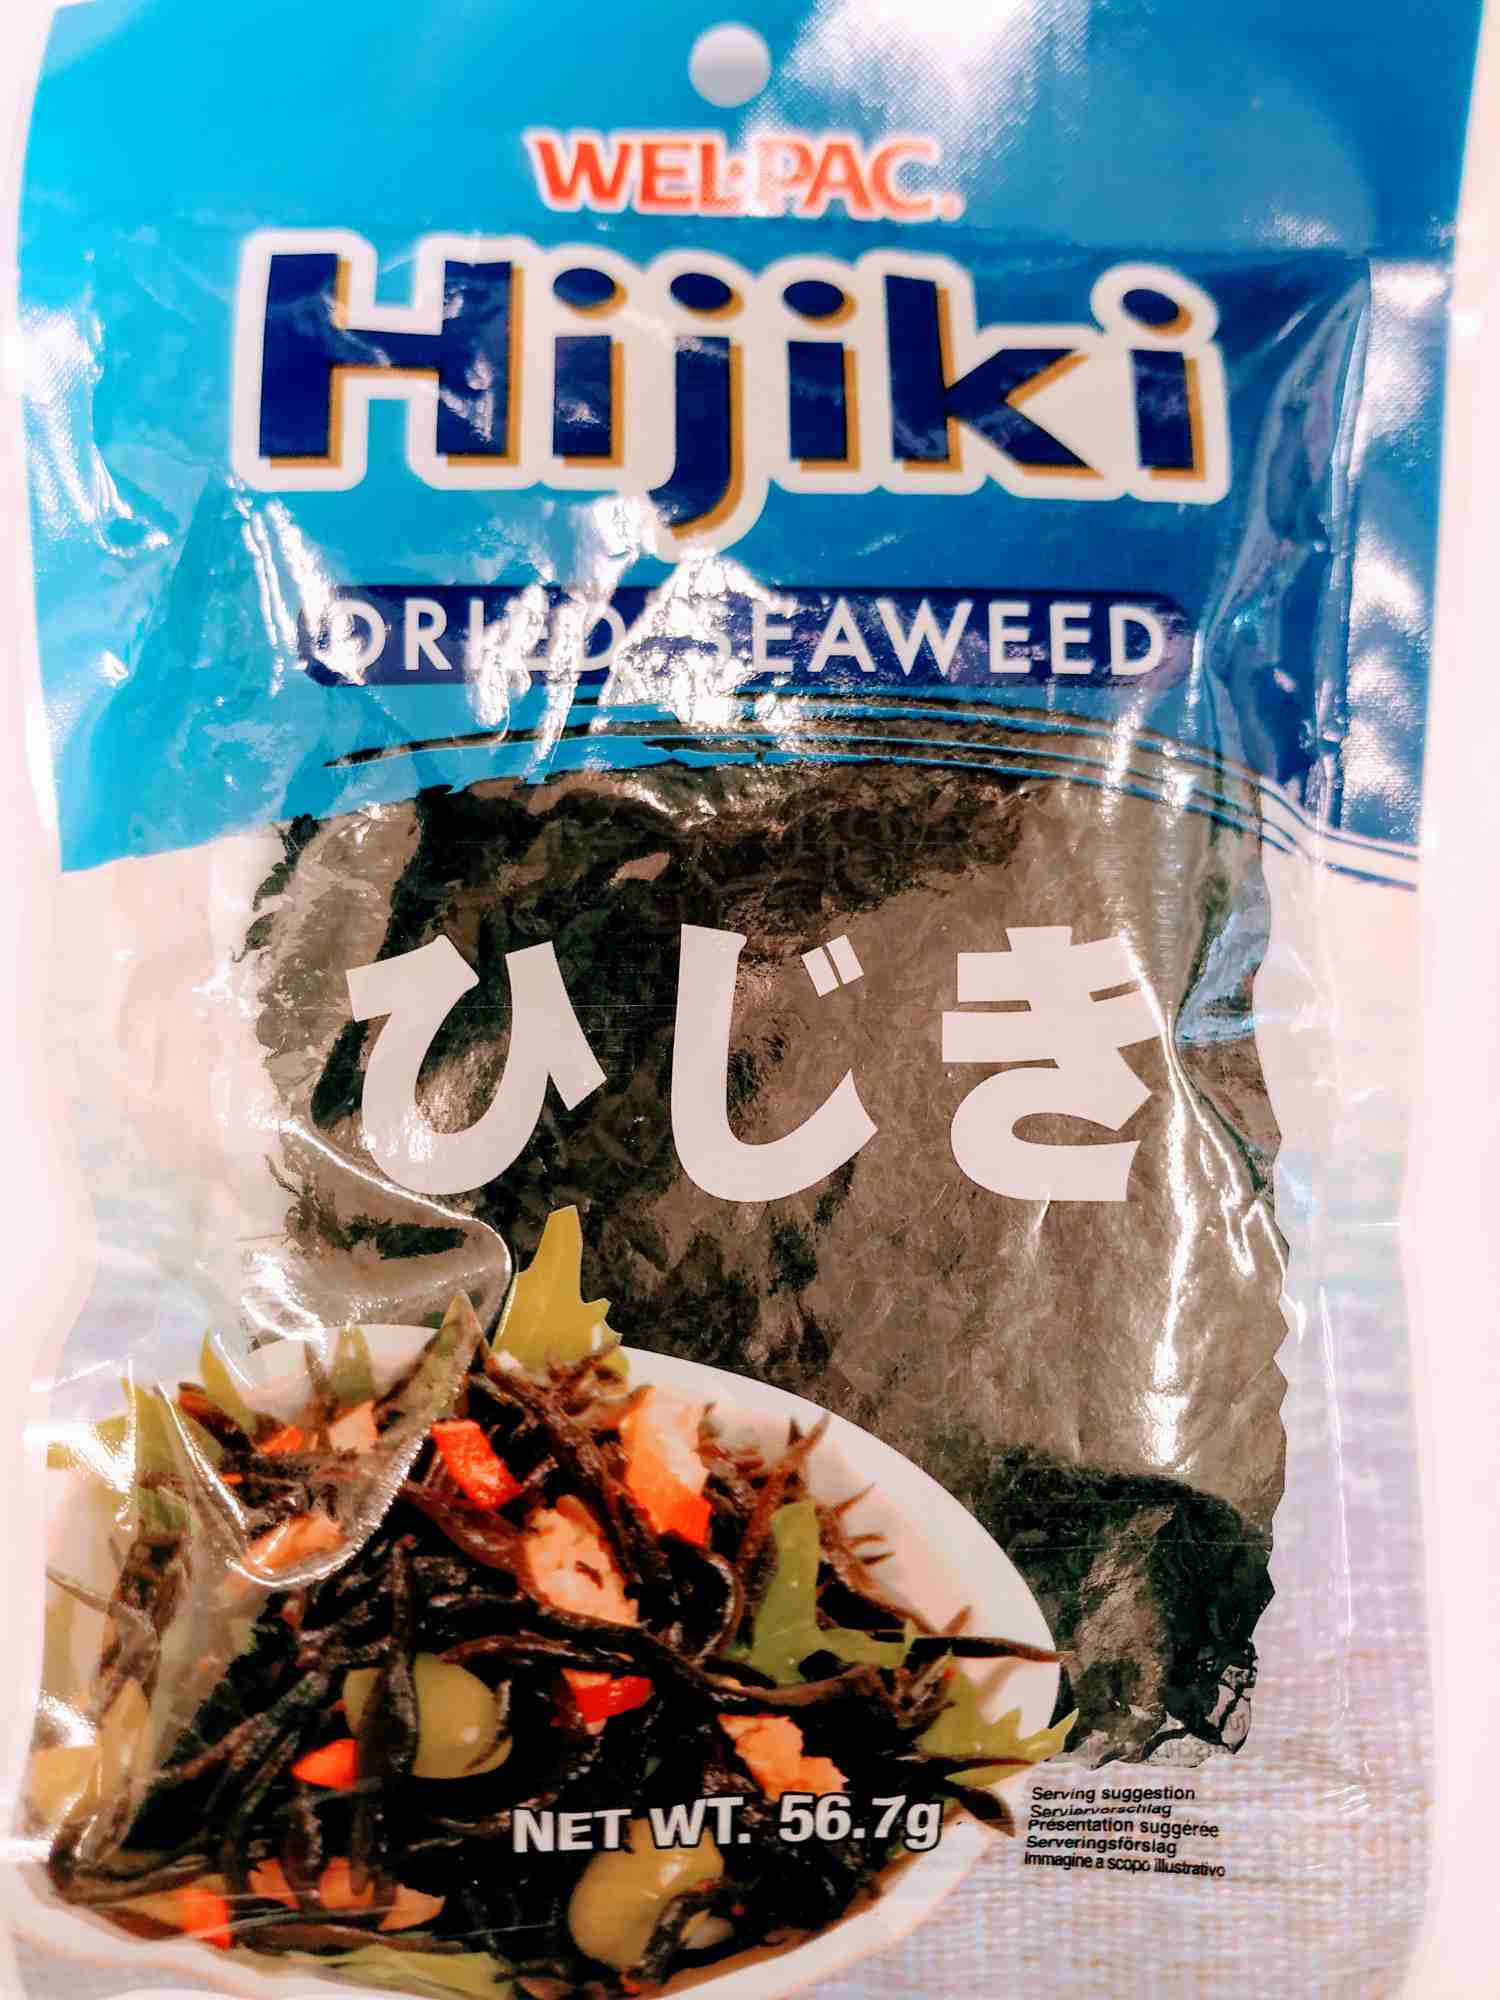 WEL·PAC.
Hijiki
DRIED SEAWEED
ひじき
NET WT. 56.7g
Serving suggestion
Serviervorschlag
Présentation suggérée
Serveringsförslag
Immagine a scopo illustrativo